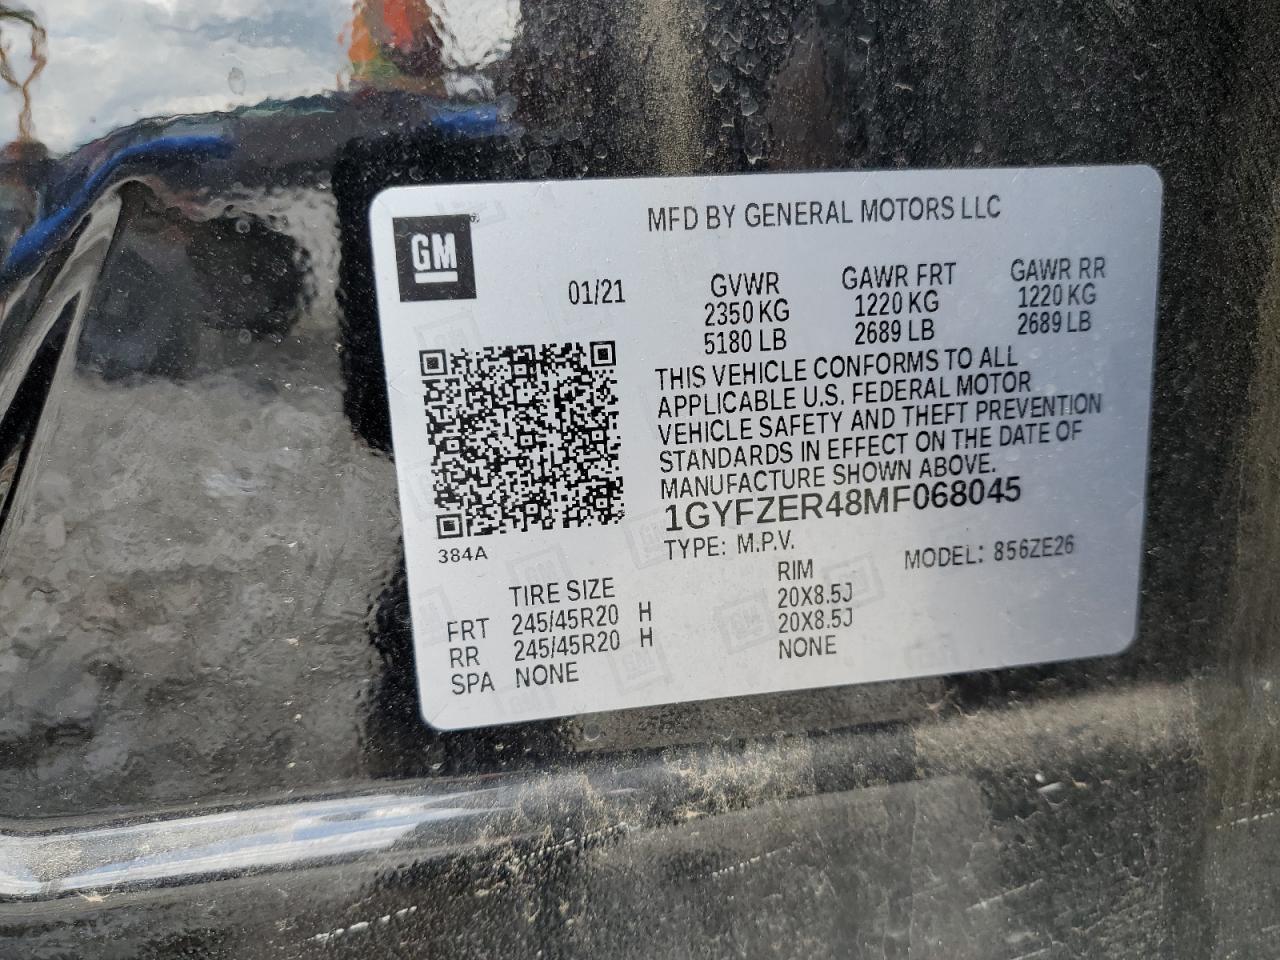 MFD BY GENERAL MOTORS LLC
GM
01/21 GVWR GAWR FRT GAWR RR
2350 KG 1220 KG 1220 KG
5180 LB 2689 LB 2689 LB
THIS VEHICLE CONFORMS TO ALL
APPLICABLE U.S. FEDERAL MOTOR
VEHICLE SAFETY AND THEFT PREVENTION
STANDARDS IN EFFECT ON THE DATE OF
MANUFACTURE SHOWN ABOVE.
1GYFZER48MF068045
384A
TYPE: M.P.V. MODEL: 856ZE26
TIRE SIZE RIM
FRT 245/45R20 H 20X8.5J
RR 245/45R20 H 20X8.5J
SPA NONE NONE